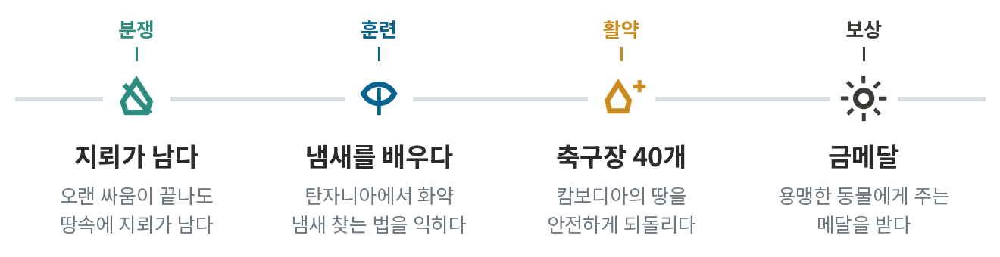 분쟁
지뢰가 남다
오랜 싸움이 끝나도
땅속에 지뢰가 남다
훈련
냄새를 배우다
탄자니아에서 화약
냄새 찾는 법을 익히다
활약
축구장 40개
캄보디아의 땅을
안전하게 되돌리다
보상
금메달
용맹한 동물에게 주는
메달을 받다